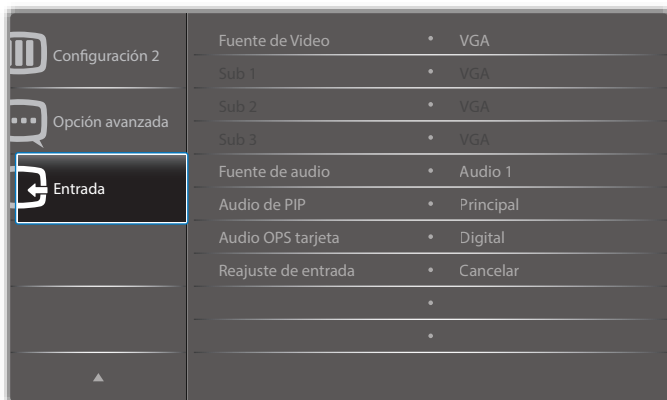 Configuración 2
Opción avanzada
Entrada
Fuente de Video • VGA
Sub 1 • VGA
Sub 2 • VGA
Sub 3 • VGA
Fuente de audio • Audio 1
Audio de PIP • Principal
Audio OPS tarjeta • Digital
Reajuste de entrada • Cancelar
•
•